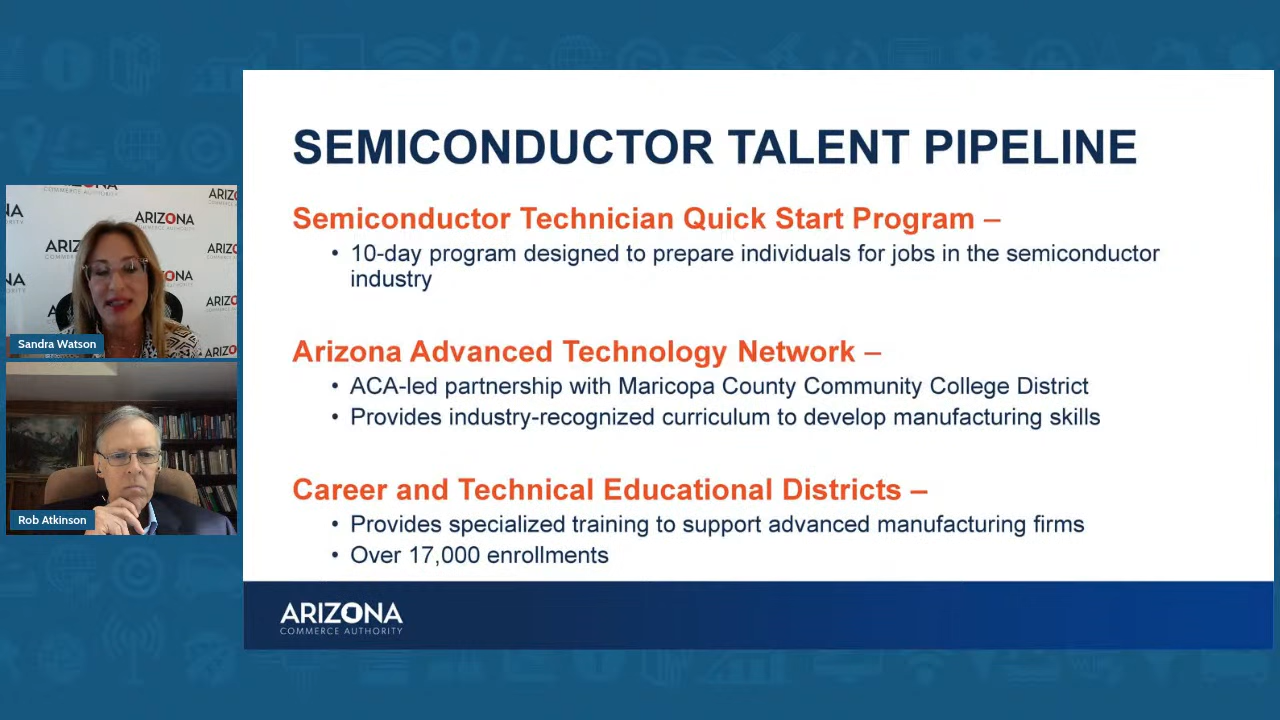 SEMICONDUCTOR TALENT PIPELINE
Semiconductor Technician Quick Start Program –
• 10-day program designed to prepare individuals for jobs in the semiconductor
industry
Arizona Advanced Technology Network –
• ACA-led partnership with Maricopa County Community College District
• Provides industry-recognized curriculum to develop manufacturing skills
Career and Technical Educational Districts –
• Provides specialized training to support advanced manufacturing firms
• Over 17,000 enrollments
ARIZONA
COMMERCE AUTHORITY
ARIZONA
COMMERCE AUTHORITY
Sandra Watson
Rob Atkinson